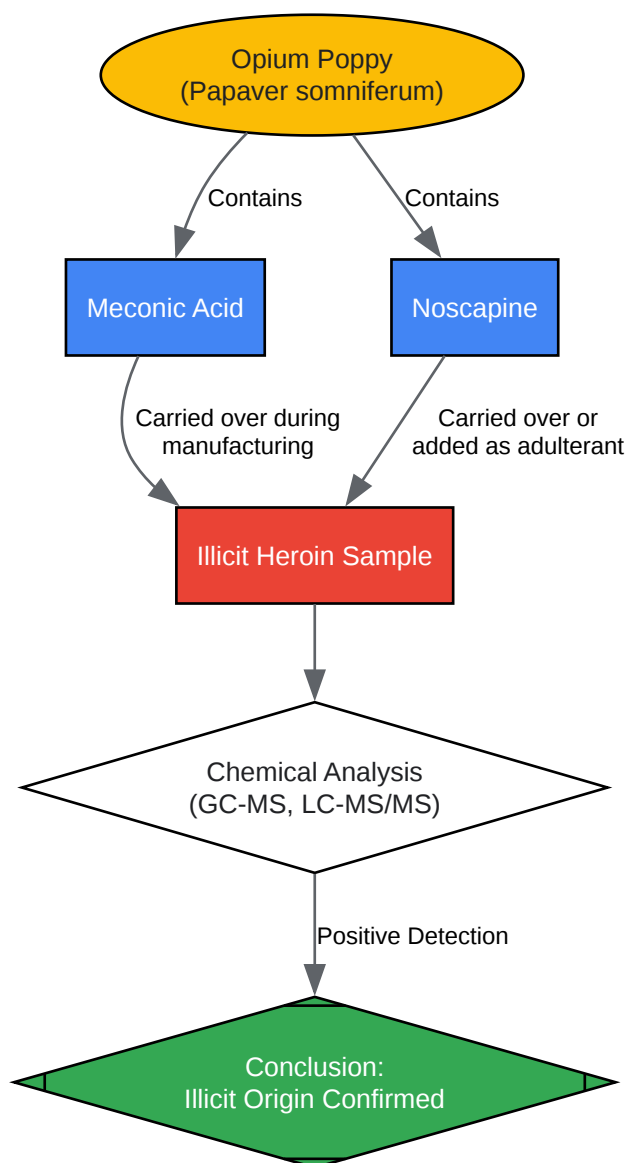 Opium Poppy
(Papaver somniferum)
Contains
Contains
Meconic Acid
Noscapine
Carried over during
manufacturing
Carried over or
added as adulterant
Illicit Heroin Sample
Chemical Analysis
(GC-MS, LC-MS/MS)
Positive Detection
Conclusion:
Illicit Origin Confirmed